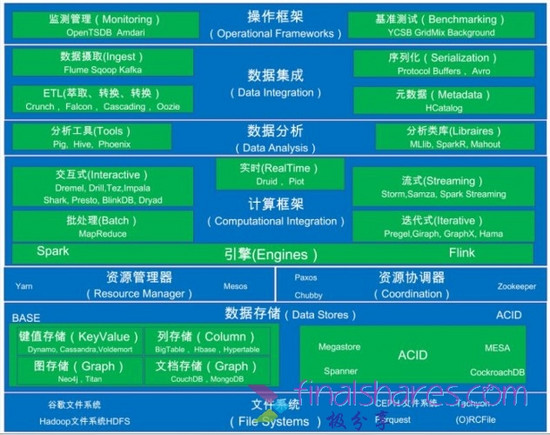 操作框架
(Operational Frameworks)
监测管理(Monitoring)
OpenTSDB Amdari
基准测试(Benchmarking)
YCSB GridMix Background
数据摄取(Ingest)
Flume Sqoop Kafka
ETL(萃取、转换、转换)
Crunch, Falcon, Cascading, Oozie
数据集成
(Data Integration)
序列化(Serialization)
Protocol Buffers, Avro
元数据(Metadata)
HCatalog
分析工具(Tools)
Pig, Hive, Phoenix
数据分析
(Data Analysis)
分析类库(Libraires)
MLlib, SparkR, Mahout
交互式(Interactive)
Dremel, Drill,Tez,Impala
Shark, Presto, BlinkDB, Dryad
实时(RealTime)
Druid, Piot
流式(Streaming)
Storm,Samza, Spark Streaming
批处理(Batch)
MapReduce
计算框架
(Computational Integration)
迭代式(Iterative)
Pregel,Giraph, GraphX, Hama
Spark
引擎(Engines)
Flink
资源管理器
(Resource Manager)
Yarn
Mesos
资源协调器
(Coordination)
Paxos
Chubby
Zookeeper
数据存储(Data Stores)
BASE
ACID
键值存储(KeyValue)
Dynamo, Cassandra,Voldemort
列存储(Column)
BigTable, Hbase, Hypertable
图存储(Graph)
Neo4j, Titan
文档存储(Graph)
CouchDB, MongoDB
Megastore
Spanner
ACID
MESA
CockroachDB
文件系统
(File Systems)
谷歌文件系统
Hadoop文件系统HDFS
CEPH 文件系统
Tachyon
(O)RCFile
finalshares.com
极分享